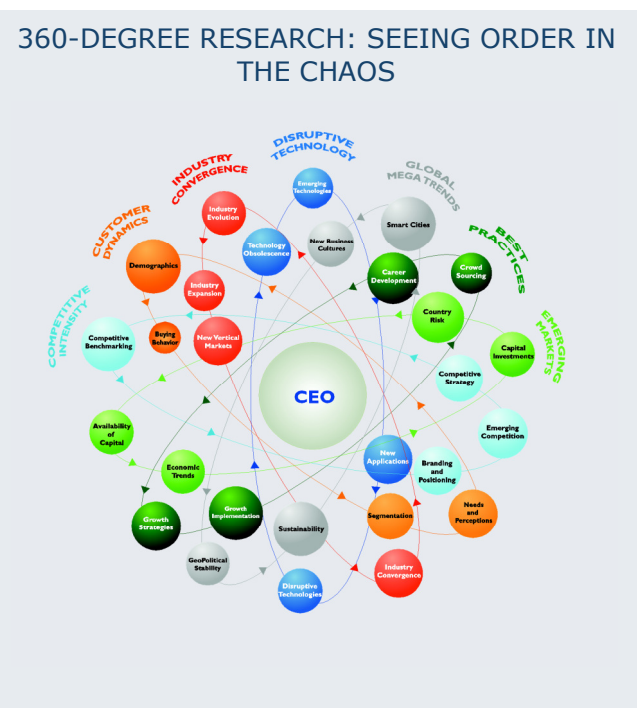 360-DEGREE RESEARCH: SEEING ORDER IN
THE CHAOS
DISRUPTIVE
TECHNOLOGY
INDUSTRY
CONVERGENCE
GLOBAL
MEGA TRENDS
CUSTOMER
DYNAMICS
BEST
PRACTICES
COMPETITIVE
INTENSITY
EMERGING
MARKETS
Emerging
Technologies
Industry
Evolution
Smart Cities
New Business
Cultures
Technology
Obsolescence
Demographics
Career
Development
Crowd
Sourcing
Industry
Expansion
Country
Risk
Buying
Behavior
New Vertical
Markets
Competitive
Benchmarking
Capital
Investments
Competitive
Strategy
CEO
Availability
of
Capital
Emerging
Competition
New
Applications
Economic
Trends
Branding
and
Positioning
Growth
Strategies
Growth
Implementation
Sustainability
Segmentation
Needs
and
Perceptions
GeoPolitical
Stability
Industry
Convergence
Disruptive
Technologies